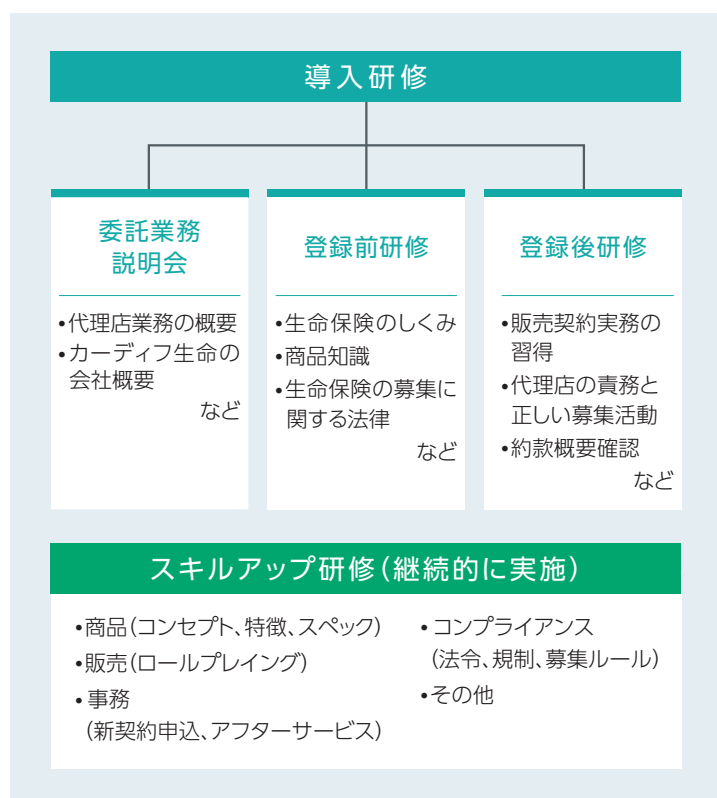 導入研修
委託業務
説明会
•代理店業務の概要
•カーディフ生命の
会社概要
など
登録前研修
•生命保険のしくみ
•商品知識
•生命保険の募集に
関する法律
など
登録後研修
•販売契約実務の
習得
•代理店の責務と
正しい募集活動
•約款概要確認
など
スキルアップ研修(継続的に実施)
•商品(コンセプト、特徴、スペック)
•販売(ロールプレイング)
•事務
(新契約申込、アフターサービス)
•コンプライアンス
(法令、規制、募集ルール)
•その他